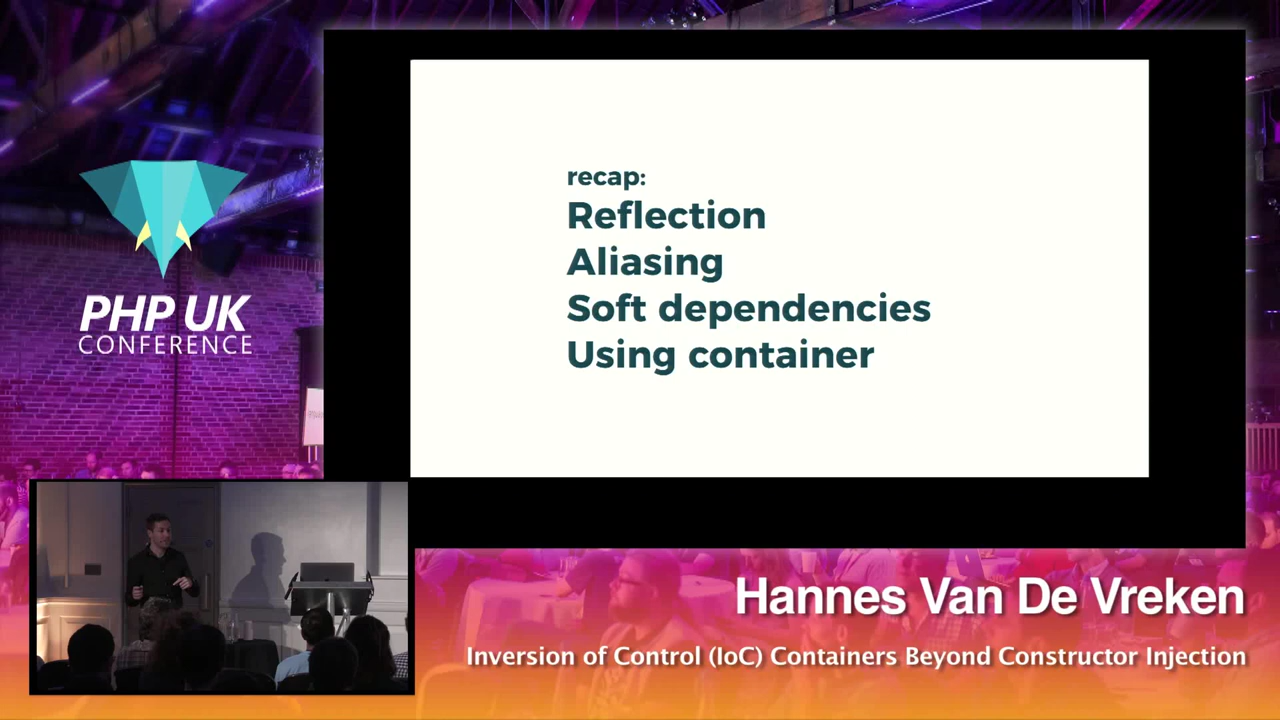 PHP UK
CONFERENCE
recap:
Reflection
Aliasing
Soft dependencies
Using container
Hannes Van De Vreken
Inversion of Control (IoC) Containers Beyond Constructor Injection